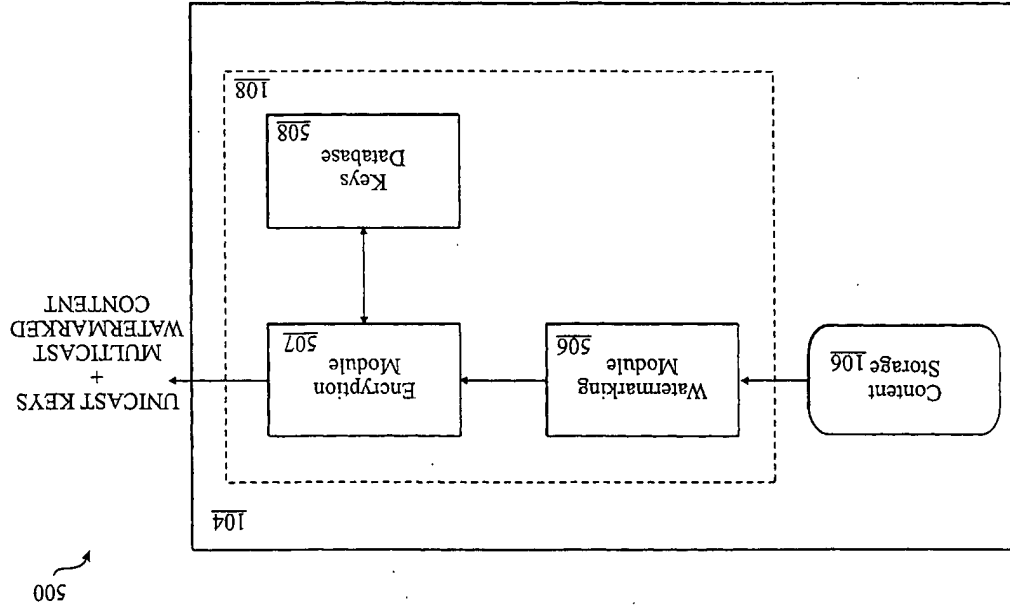 500
104
108
Content
Storage 106
Watermarking
Module
506
Encryption
Module
507
Keys
Database
508
UNICAST KEYS
+
MULTICAST
WATERMARKED
CONTENT